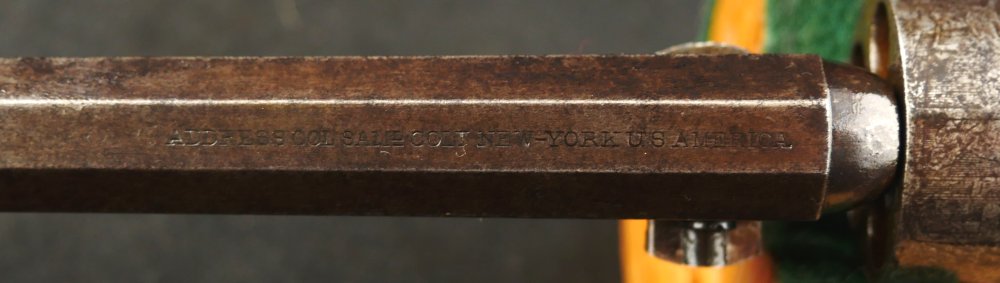 ADDRESS COL SAML COLT NEW-YORK U S AMERICA